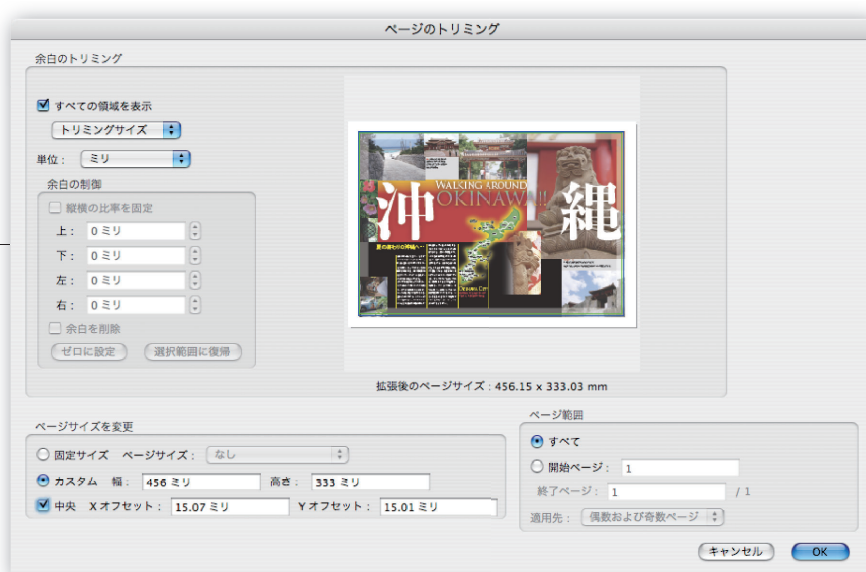 ページのトリミング
余白のトリミング
すべての領域を表示
トリミングサイズ
単位： ミリ
余白の制御
縦横の比率を固定
上： 0 ミリ
下： 0 ミリ
左： 0 ミリ
右： 0 ミリ
余白を削除
ゼロに設定 選択範囲に復帰
WALKING AROUND
OKINAWA!!
沖 縄
拡張後のページサイズ : 456.15 x 333.03 mm
ページサイズを変更
固定サイズ ページサイズ： なし
カスタム 幅： 456 ミリ 高さ： 333 ミリ
中央 X オフセット： 15.07 ミリ Y オフセット： 15.01 ミリ
ページ範囲
すべて
開始ページ： 1
終了ページ： 1 / 1
適用先： 偶数および奇数ページ
キャンセル OK